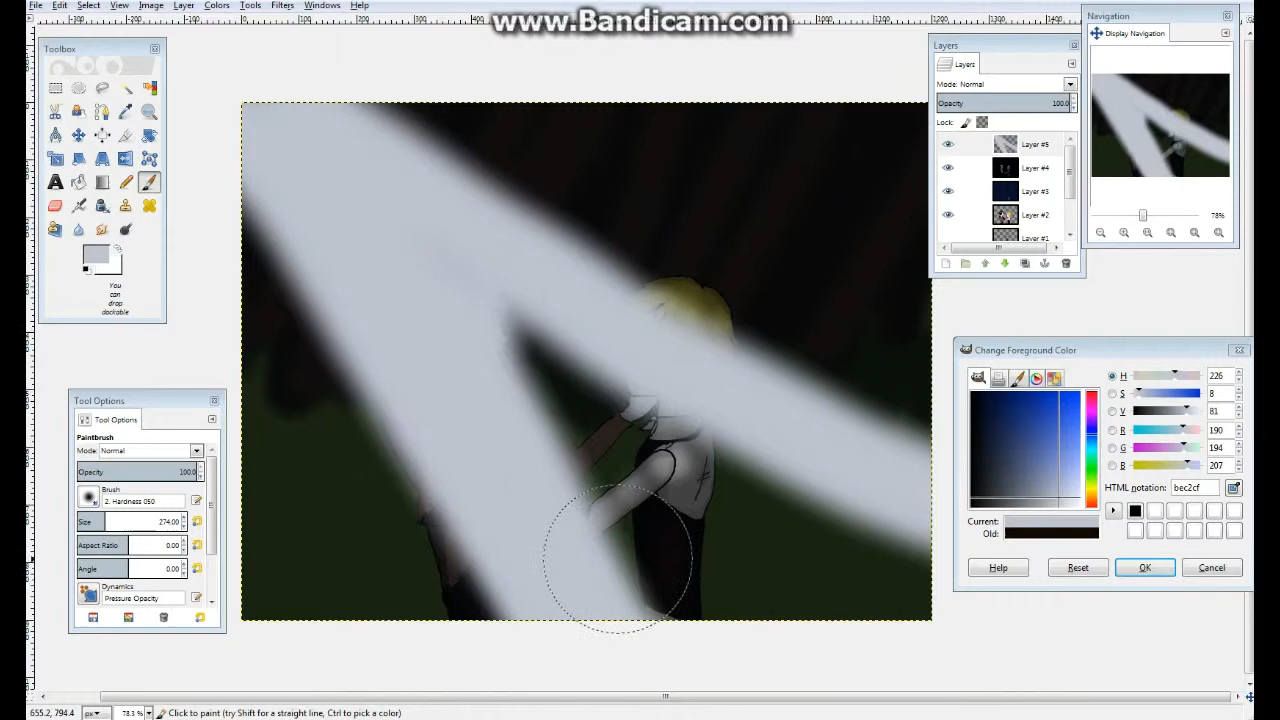 File Edit Select View Image Layer Colors Tools Filters Windows Help
www.Bandicam.com
Toolbox
You
can
drop
dockable
Tool Options
Tool Options
Paintbrush
Mode: Normal
Opacity 100.0
Brush
2. Hardness 050
Size 274.00
Aspect Ratio 0.00
Angle 0.00
Dynamics
Pressure Opacity
Layers
Layers
Mode: Normal
Opacity 100.0
Lock:
Layer #5
Layer #4
Layer #3
Layer #2
Layer #1
Navigation
Display Navigation
78%
Change Foreground Color
H 226
S 8
V 81
R 190
G 194
B 207
HTML notation: bec2cf
Current:
Old:
Help Reset OK Cancel
655.2, 794.4 px 78.3 % Click to paint (try Shift for a straight line, Ctrl to pick a color)